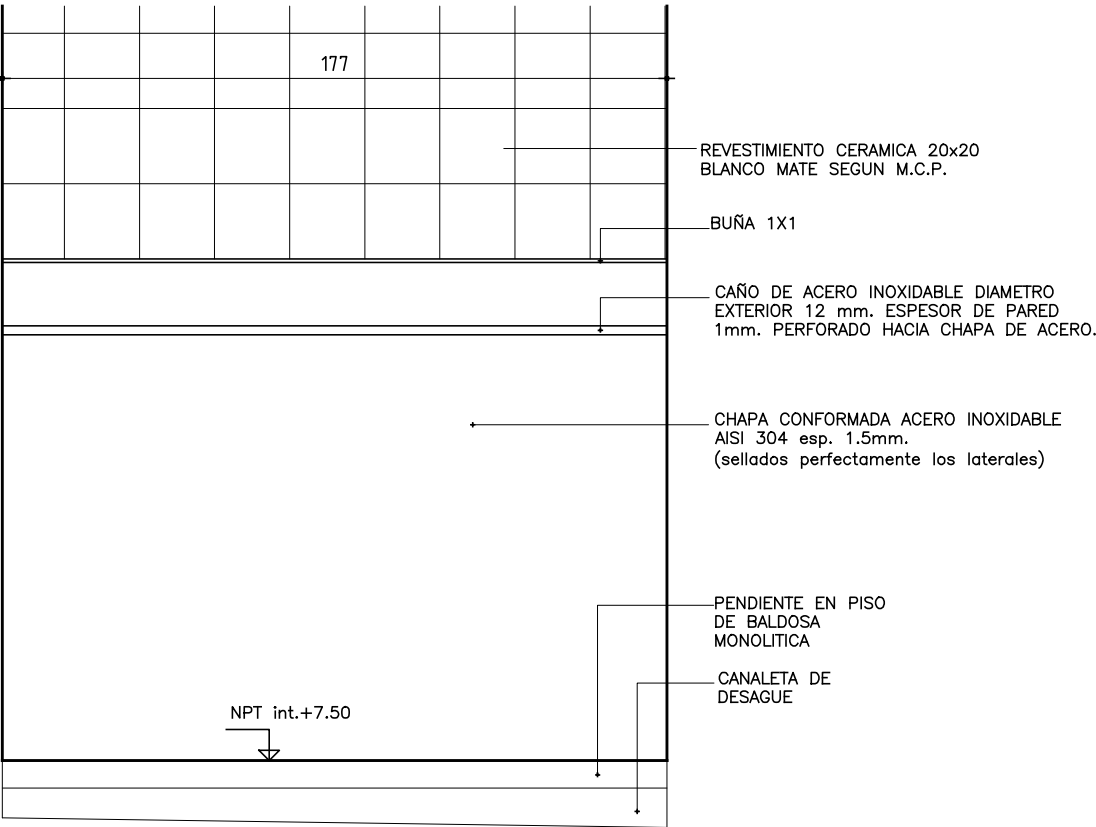 177
REVESTIMIENTO CERAMICA 20x20
BLANCO MATE SEGUN M.C.P.
BUÑA 1X1
CAÑO DE ACERO INOXIDABLE DIAMETRO
EXTERIOR 12 mm. ESPESOR DE PARED
1mm. PERFORADO HACIA CHAPA DE ACERO.
CHAPA CONFORMADA ACERO INOXIDABLE
AISI 304 esp. 1.5mm.
(sellados perfectamente los laterales)
PENDIENTE EN PISO
DE BALDOSA
MONOLITICA
CANALETA DE
DESAGUE
NPT int.+7.50